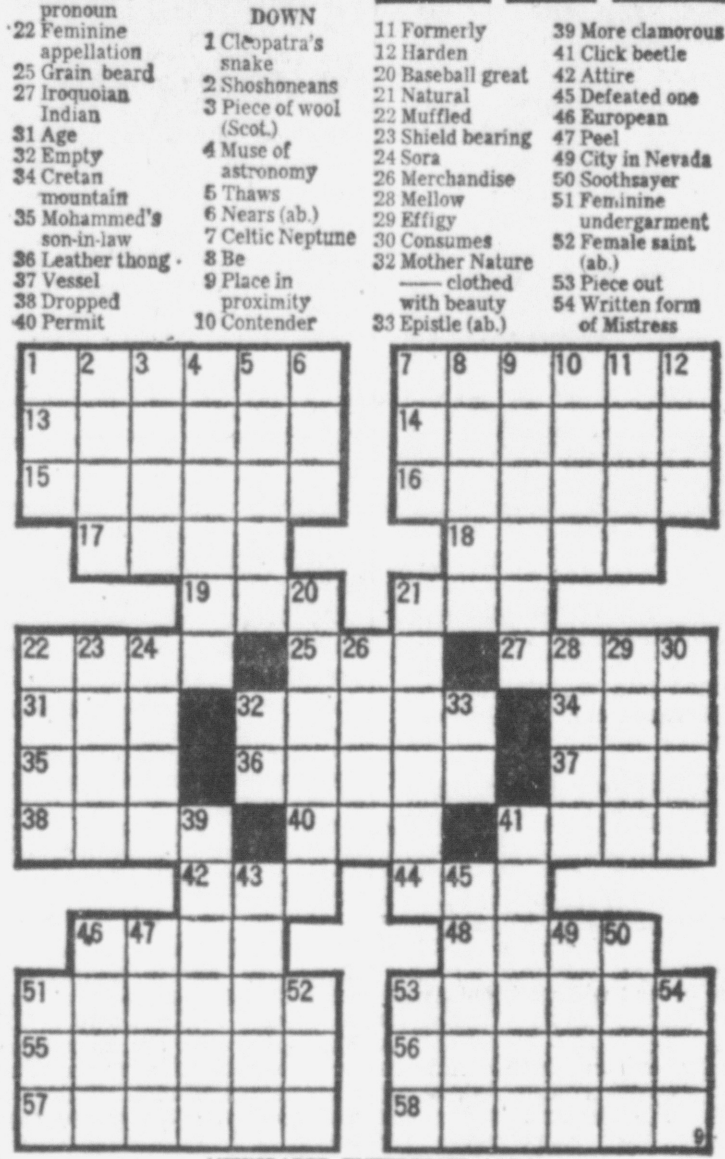 pronoun
22 Feminine
appellation
25 Grain beard
27 Iroquoian
Indian
31 Age
32 Empty
34 Cretan
mountain
35 Mohammed's
son-in-law
36 Leather thong
37 Vessel
38 Dropped
40 Permit
DOWN
1 Cleopatra's
snake
2 Shoshoneans
3 Piece of wool
(Scot.)
4 Muse of
astronomy
5 Thaws
6 Nears (ab.)
7 Celtic Neptune
8 Be
9 Place in
proximity
10 Contender
11 Formerly
12 Harden
20 Baseball great
21 Natural
22 Muffled
23 Shield bearing
24 Sora
26 Merchandise
28 Mellow
29 Effigy
30 Consumes
32 Mother Nature
—— clothed
with beauty
33 Epistle (ab.)
39 More clamorous
41 Click beetle
42 Attire
45 Defeated one
46 European
47 Peel
49 City in Nevada
50 Soothsayer
51 Feminine
undergarment
52 Female saint
(ab.)
53 Piece out
54 Written form
of Mistress
1 2 3 4 5 6 7 8 9 10 11 12
13 14
15 16
17 18
19 20 21
22 23 24 25 26 27 28 29 30
31 32 33 34
35 36 37
38 39 40 41
42 43 44 45
46 47 48 49 50
51 52 53 54
55 56
57 58
9